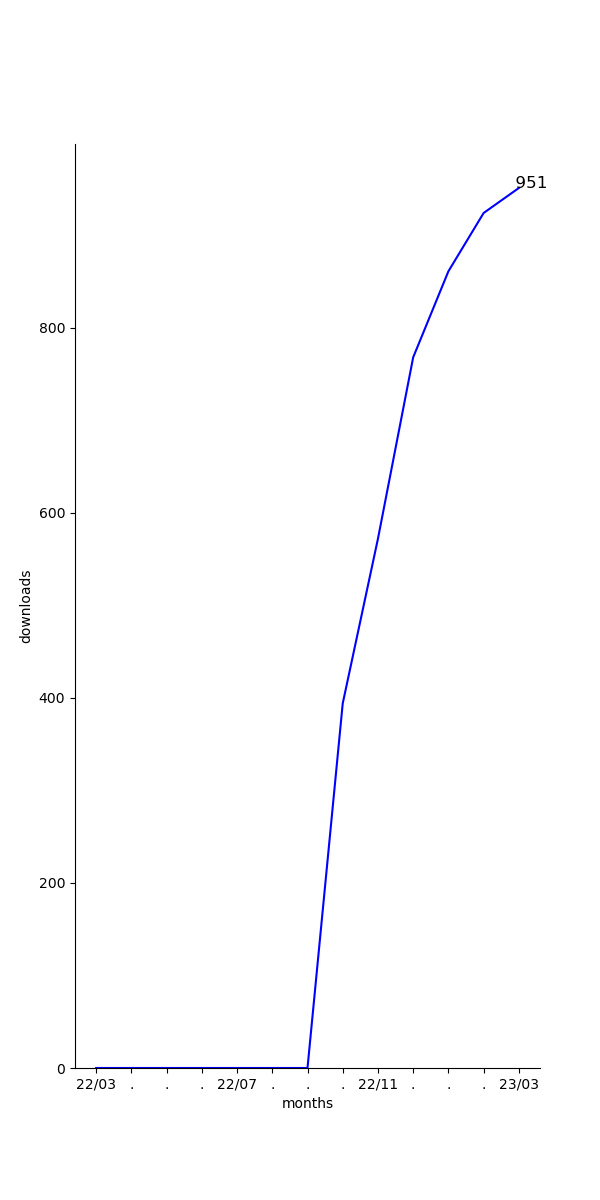 951
800
600
400
200
0
downloads
22/03 . . . 22/07 . . . 22/11 . . . 23/03
months